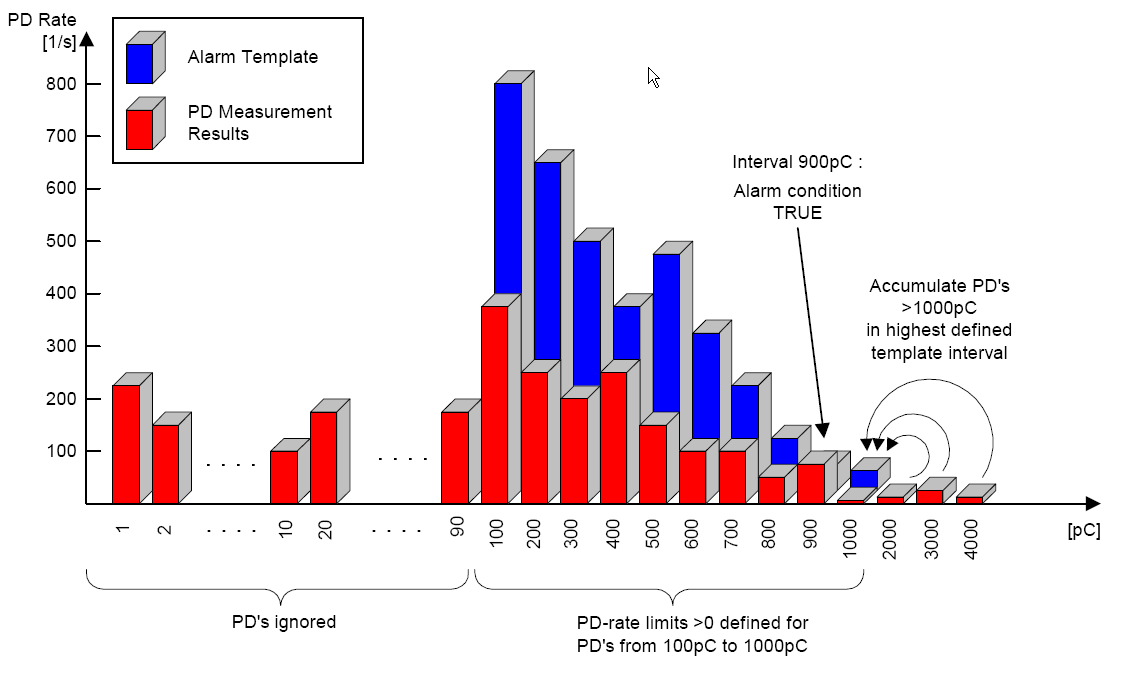 PD Rate
[1/s]
Alarm Template
PD Measurement
Results
800
700
600
500
400
300
200
100
Interval 900pC :
Alarm condition
TRUE
Accumulate PD's
>1000pC
in highest defined
template interval
. . . . .
. . . . .
1
2
. . . . .
10
20
. . . . .
90
100
200
300
400
500
600
700
800
900
1000
2000
3000
4000
[pC]
PD's ignored
PD-rate limits >0 defined for
PD's from 100pC to 1000pC